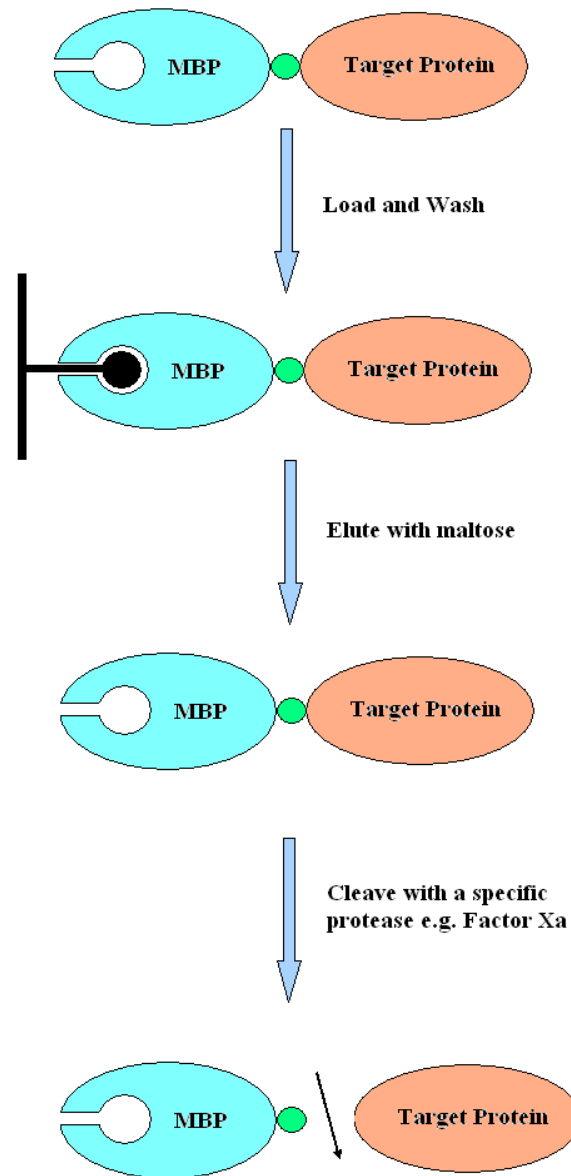 MBP Target Protein
Load and Wash
MBP Target Protein
Elute with maltose
MBP Target Protein
Cleave with a specific
protease e.g. Factor Xa
MBP Target Protein